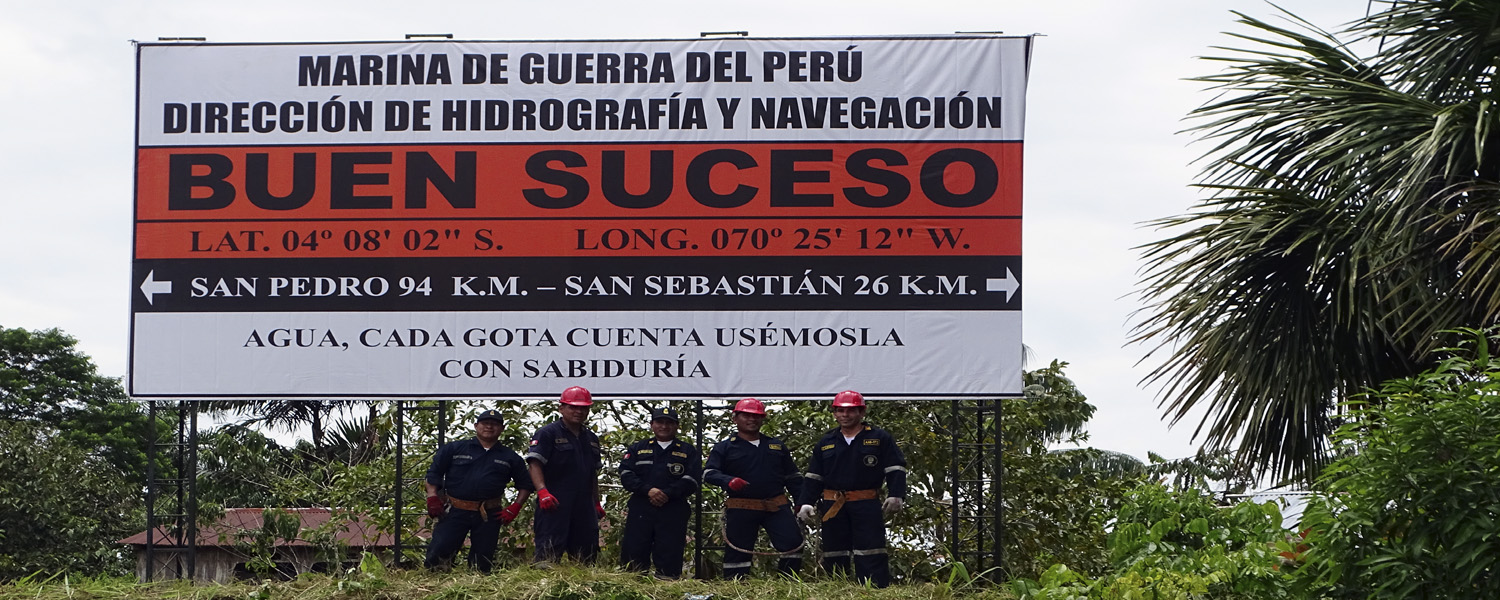 MARINA DE GUERRA DEL PERÚ
DIRECCIÓN DE HIDROGRAFÍA Y NAVEGACIÓN
BUEN SUCESO
LAT. 04º 08' 02" S. LONG. 070º 25' 12" W.
SAN PEDRO 94 K.M. – SAN SEBASTIÁN 26 K.M.
AGUA, CADA GOTA CUENTA USÉMOSLA
CON SABIDURÍA